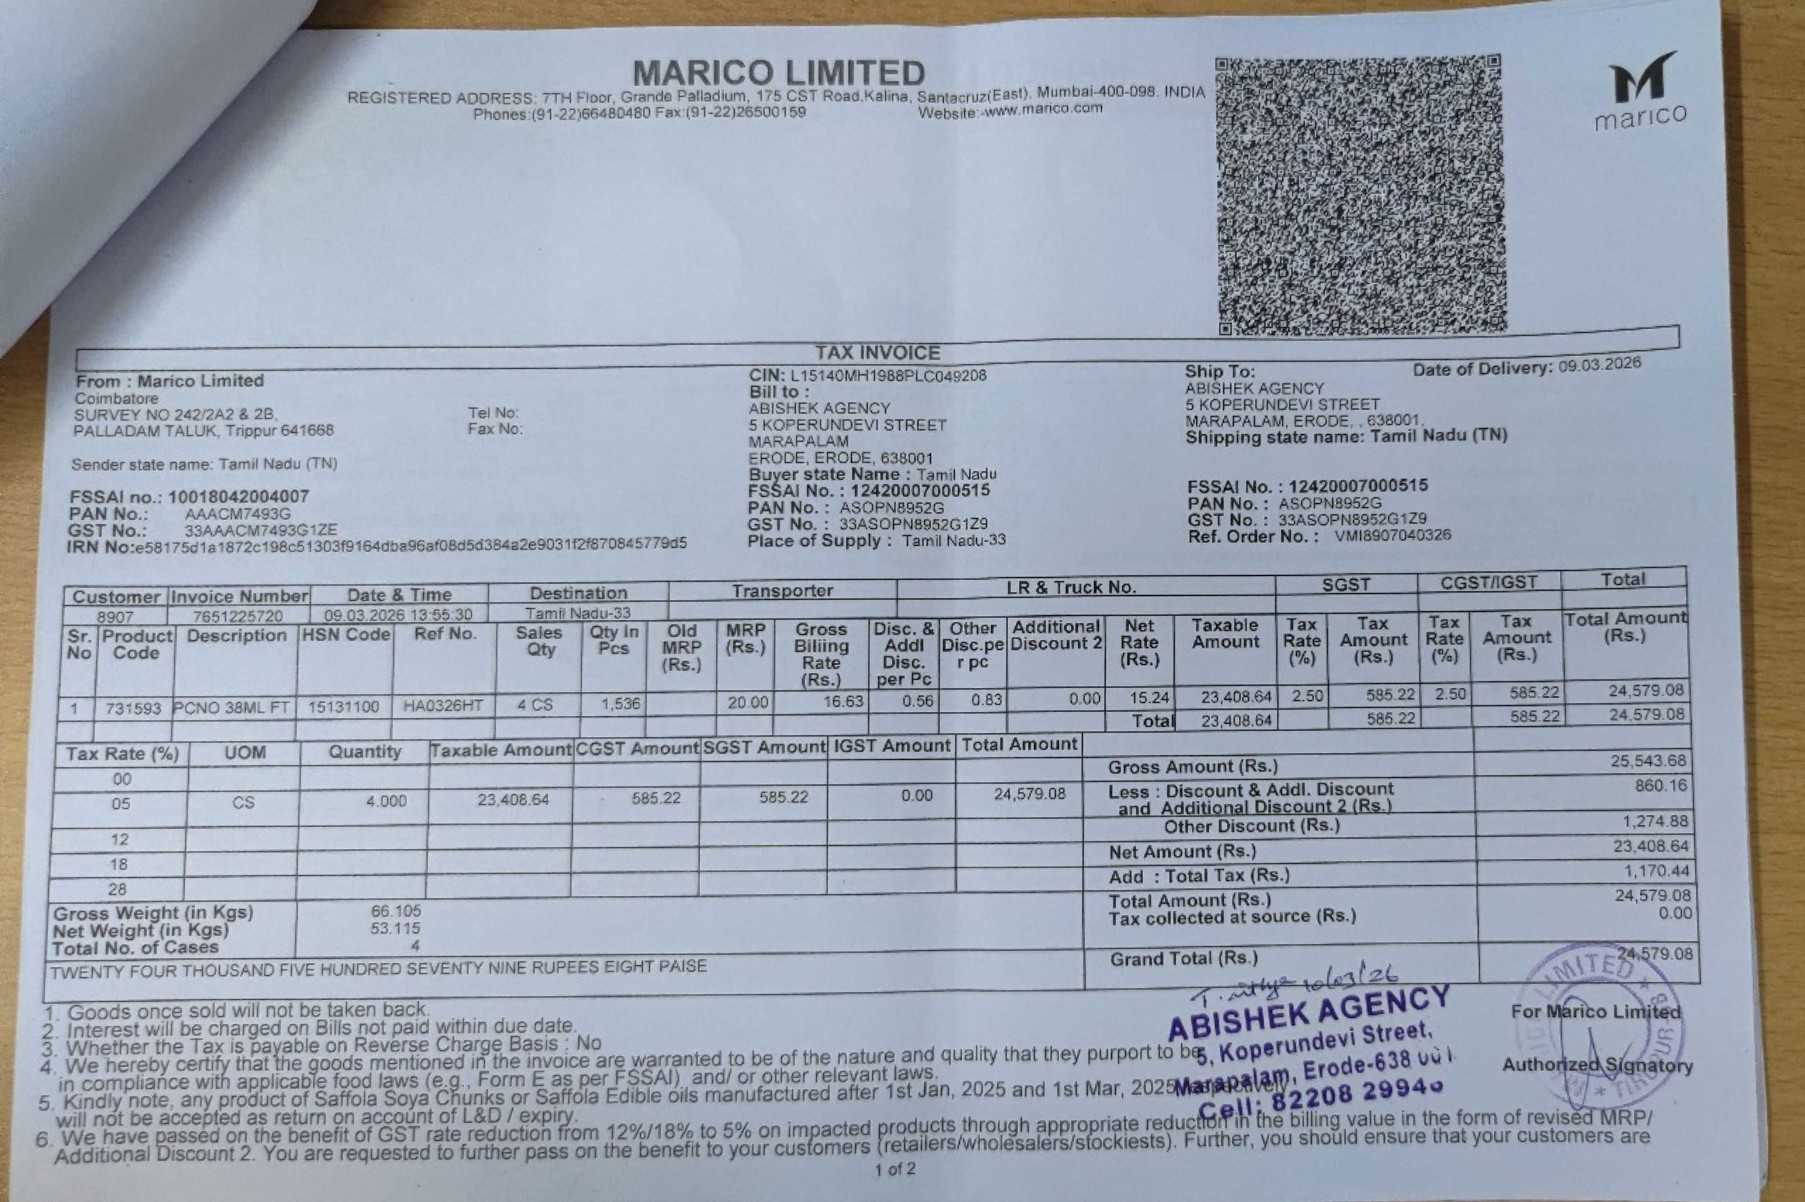 MARICO LIMITED
REGISTERED ADDRESS: 7TH Floor, Grande Palladium, 175 CST Road,Kalina, Santacruz(East). Mumbai-400-098. INDIA
Phones:(91-22)66480480 Fax:(91-22)26500159 Website:-www.marico.com
marico
TAX INVOICE
From : Marico Limited
Coimbatore
SURVEY NO 242/2A2 & 2B,
PALLADAM TALUK, Trippur 641668
Tel No:
Fax No:
Sender state name: Tamil Nadu (TN)
FSSAI no.: 10018042004007
PAN No.: AAACM7493G
GST No.: 33AAACM7493G1ZE
IRN No:e58175d1a1872c198c51303f9164dba96af08d5d384a2e9031f2f870845779d5
CIN: L15140MH1988PLC049208
Bill to :
ABISHEK AGENCY
5 KOPERUNDEVI STREET
MARAPALAM
ERODE, ERODE, 638001
Buyer state Name : Tamil Nadu
FSSAI No. : 12420007000515
PAN No. : ASOPN8952G
GST No. : 33ASOPN8952G1Z9
Place of Supply : Tamil Nadu-33
Ship To: Date of Delivery: 09.03.2026
ABISHEK AGENCY
5 KOPERUNDEVI STREET
MARAPALAM, ERODE, , 638001,
Shipping state name: Tamil Nadu (TN)
FSSAI No. : 12420007000515
PAN No. : ASOPN8952G
GST No. : 33ASOPN8952G1Z9
Ref. Order No. : VMI8907040326
Customer Invoice Number Date & Time Destination Transporter LR & Truck No. SGST CGST/IGST Total
8907 7651225720 09.03.2026 13:55:30 Tamil Nadu-33
Sr. No Product Code Description HSN Code Ref No. Sales Qty Qty In Pcs Old MRP (Rs.) MRP (Rs.) Gross Biliing Rate (Rs.) Disc. & Addl Disc. per Pc Other Disc.pe r pc Additional Discount 2 Net Rate (Rs.) Taxable Amount Tax Rate (%) Tax Amount (Rs.) Tax Rate (%) Tax Amount (Rs.) Total Amount (Rs.)
1 731593 PCNO 38ML FT 15131100 HA0326HT 4 CS 1,536 20.00 16.63 0.56 0.83 0.00 15.24 23,408.64 2.50 585.22 2.50 585.22 24,579.08
Total 23,408.64 585.22 585.22 24,579.08
Tax Rate (%) UOM Quantity Taxable Amount CGST Amount SGST Amount IGST Amount Total Amount
00
05 CS 4.000 23,408.64 585.22 585.22 0.00 24,579.08
12
18
28
Gross Amount (Rs.) 25,543.68
Less : Discount & Addl. Discount 860.16
and Additional Discount 2 (Rs.)
Other Discount (Rs.) 1,274.88
Net Amount (Rs.) 23,408.64
Add : Total Tax (Rs.) 1,170.44
Total Amount (Rs.) 24,579.08
Tax collected at source (Rs.) 0.00
Grand Total (Rs.) 24,579.08
Gross Weight (in Kgs) 66.105
Net Weight (in Kgs) 53.115
Total No. of Cases 4
TWENTY FOUR THOUSAND FIVE HUNDRED SEVENTY NINE RUPEES EIGHT PAISE
10/03/26
ABISHEK AGENCY
5, Koperundevi Street,
Marapalam, Erode-638 001.
Cell: 82208 29940
LIMITED
For Marico Limited
Authorized Signatory
1. Goods once sold will not be taken back.
2. Interest will be charged on Bills not paid within due date.
3. Whether the Tax is payable on Reverse Charge Basis : No
4. We hereby certify that the goods mentioned in the invoice are warranted to be of the nature and quality that they purport to be
in compliance with applicable food laws (e.g., Form E as per FSSAI) and/ or other relevant laws.
5. Kindly note, any product of Saffola Soya Chunks or Saffola Edible oils manufactured after 1st Jan, 2025 and 1st Mar, 2025
will not be accepted as return on account of L&D / expiry.
6. We have passed on the benefit of GST rate reduction from 12%/18% to 5% on impacted products through appropriate reduction in the billing value in the form of revised MRP/
Additional Discount 2. You are requested to further pass on the benefit to your customers (retailers/wholesalers/stockiests). Further, you should ensure that your customers are
1 of 2